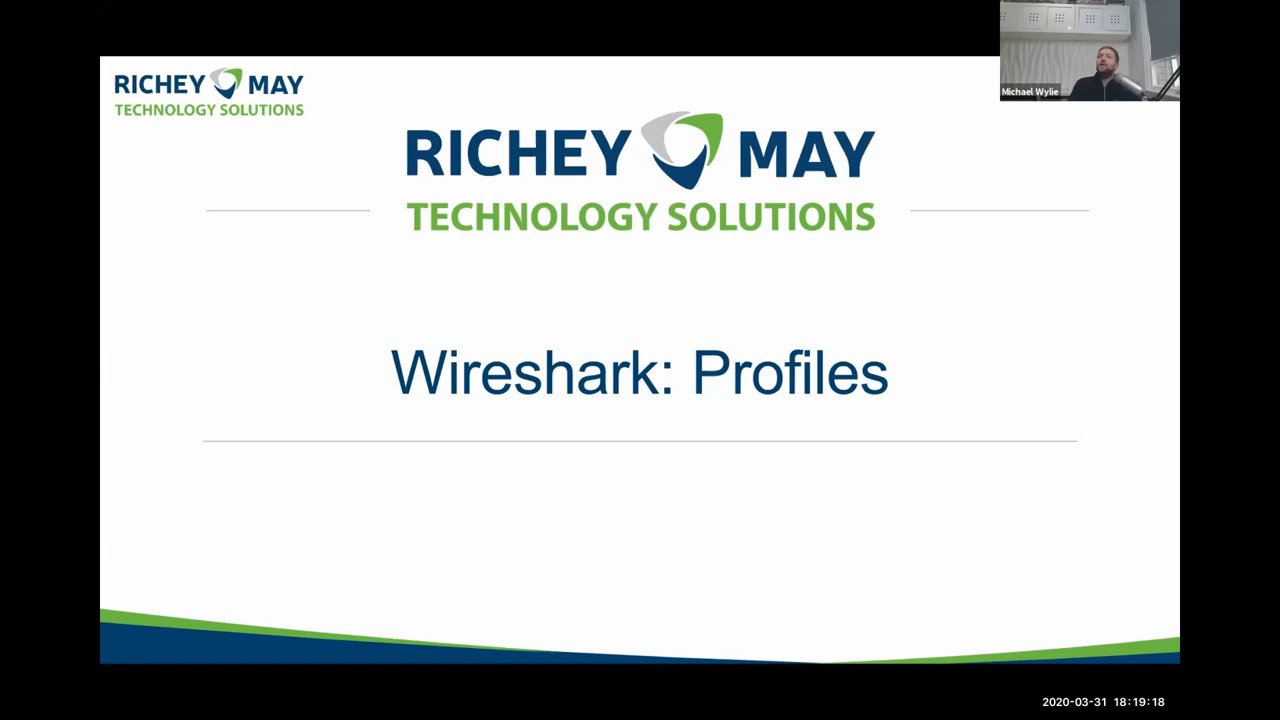 RICHEY MAY
TECHNOLOGY SOLUTIONS
Michael Wylie
RICHEY MAY
TECHNOLOGY SOLUTIONS
Wireshark: Profiles
2020-03-31 18:19:18